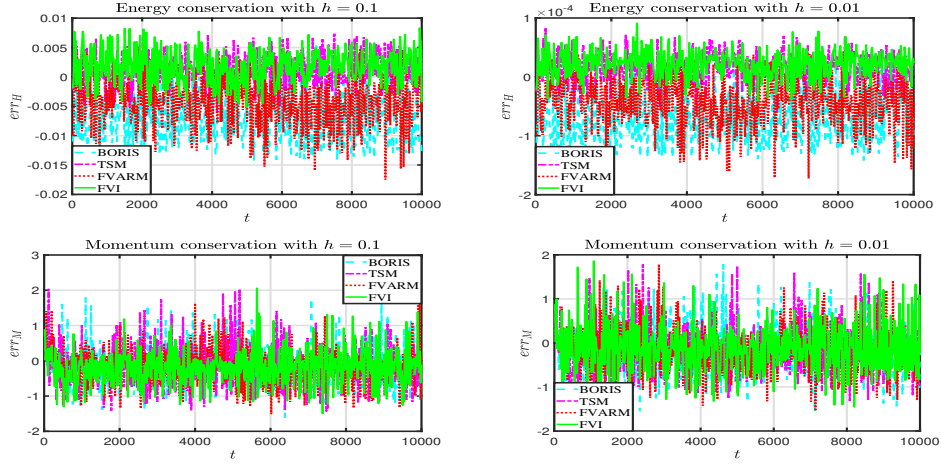 Energy conservation with h = 0.1
0.01
0.005
0
-0.005
-0.01
-0.015
-0.02
err_H
BORIS
TSM
FVARM
FVI
0 2000 4000 6000 8000 10000
t
Energy conservation with h = 0.01
×10^-4
1
0
-1
-2
err_H
BORIS
TSM
FVARM
FVI
0 2000 4000 6000 8000 10000
t
Momentum conservation with h = 0.1
3
2
1
0
-1
-2
err_M
BORIS
TSM
FVARM
FVI
0 2000 4000 6000 8000 10000
t
Momentum conservation with h = 0.01
2
1
0
-1
-2
err_M
BORIS
TSM
FVARM
FVI
0 2000 4000 6000 8000 10000
t